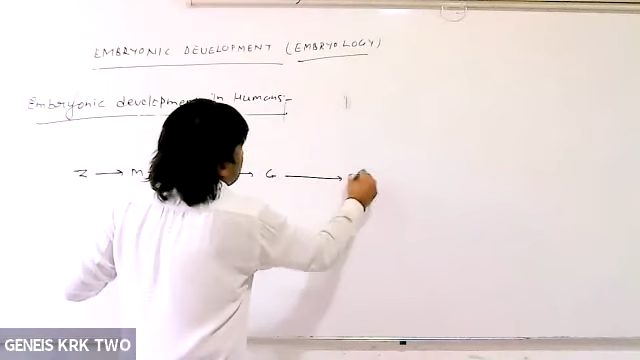 EMBRYONIC DEVELOPMENT (EMBRYOLOGY)
Embryonic development in Humans:-
Z → M → G →
GENEIS KRK TWO